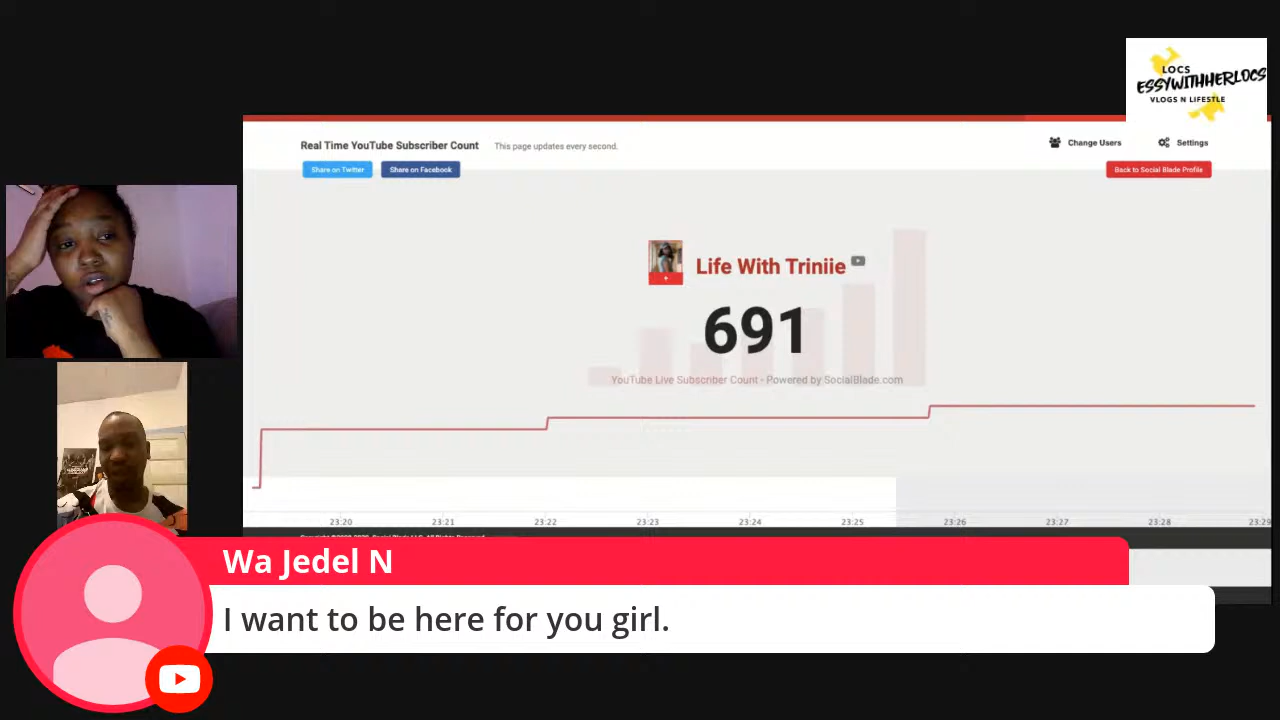 LOCS
ESSYWITHHERLOCS
VLOGS N LIFESTLE
Real Time YouTube Subscriber Count
This page updates every second.
Change Users
Settings
Share on Twitter
Share on Facebook
Back to Social Blade Profile
Life With Triniie
691
YouTube Live Subscriber Count - Powered by SocialBlade.com
23:20 23:21 23:22 23:23 23:24 23:25 23:26 23:27 23:28 23:29
Wa Jedel N
I want to be here for you girl.